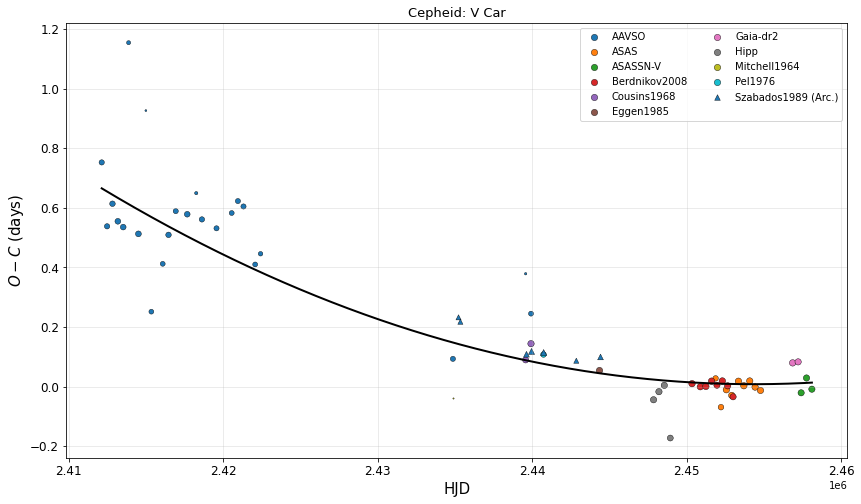 Cepheid: V Car
1.2
1.0
0.8
0.6
0.4
0.2
0.0
−0.2
O − C (days)
2.41
2.42
2.43
2.44
2.45
2.46
1e6
HJD
AAVSO
ASAS
ASASSN-V
Berdnikov2008
Cousins1968
Eggen1985
Gaia-dr2
Hipp
Mitchell1964
Pel1976
Szabados1989 (Arc.)